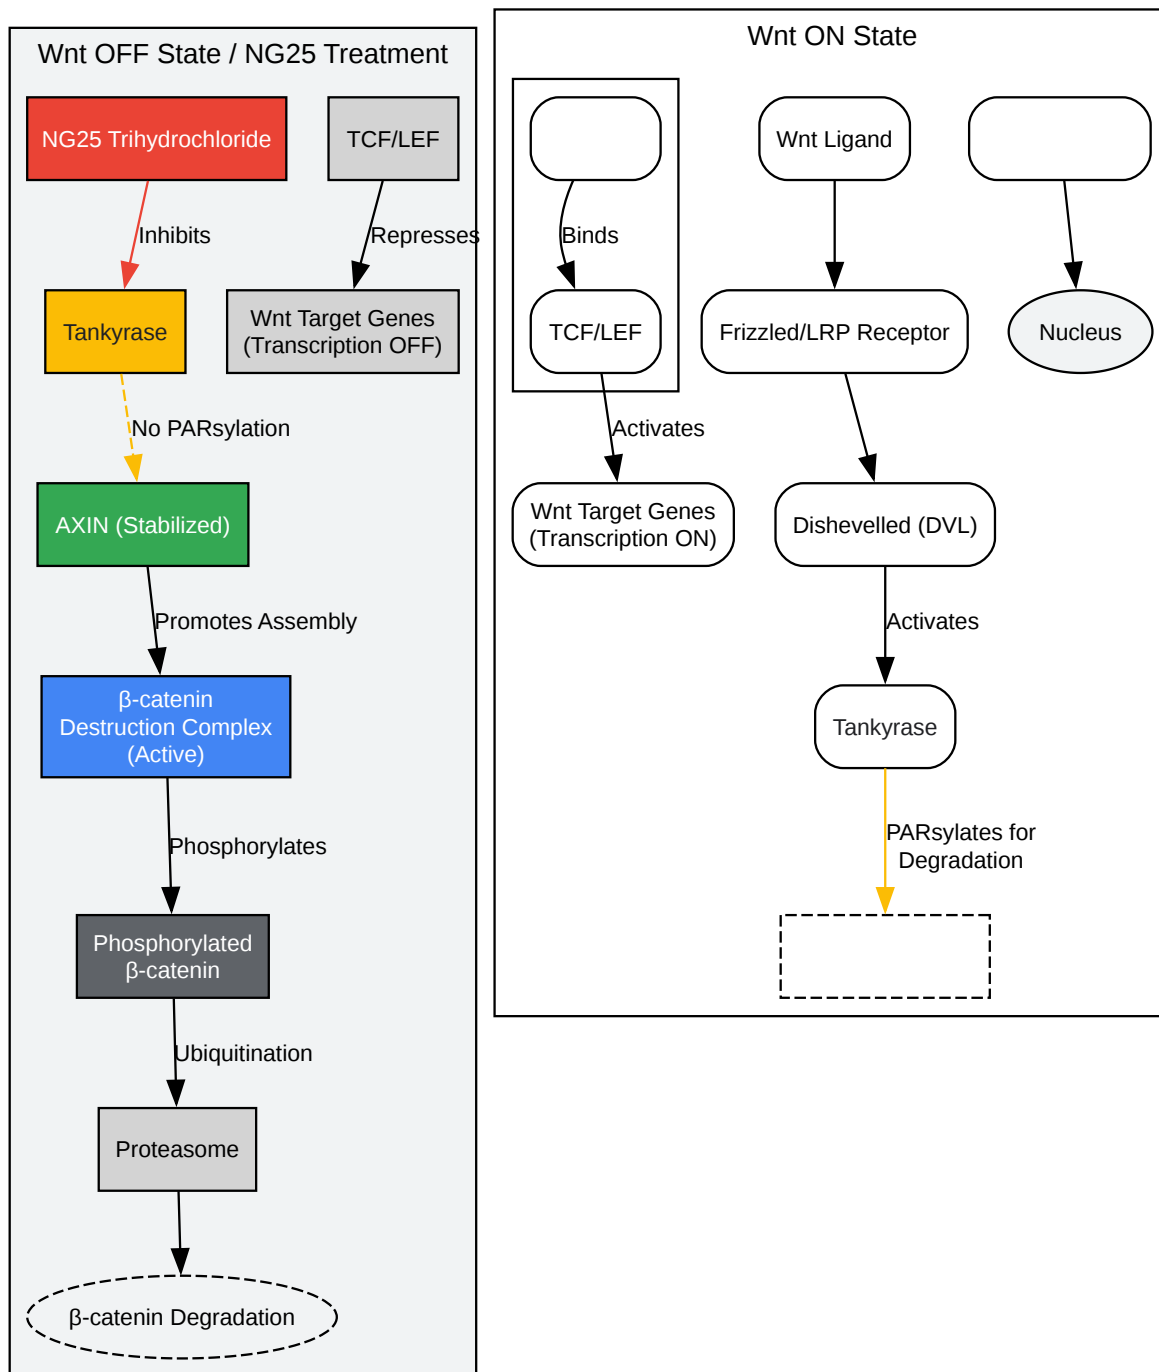 Wnt OFF State / NG25 Treatment
NG25 Trihydrochloride
TCF/LEF
Inhibits
Represses
Tankyrase
Wnt Target Genes
(Transcription OFF)
No PARsylation
AXIN (Stabilized)
Promotes Assembly
β-catenin
Destruction Complex
(Active)
Phosphorylates
Phosphorylated
β-catenin
Ubiquitination
Proteasome
β-catenin Degradation
Wnt ON State
Wnt Ligand
Binds
TCF/LEF
Frizzled/LRP Receptor
Nucleus
Activates
Wnt Target Genes
(Transcription ON)
Dishevelled (DVL)
Activates
Tankyrase
PARsylates for
Degradation